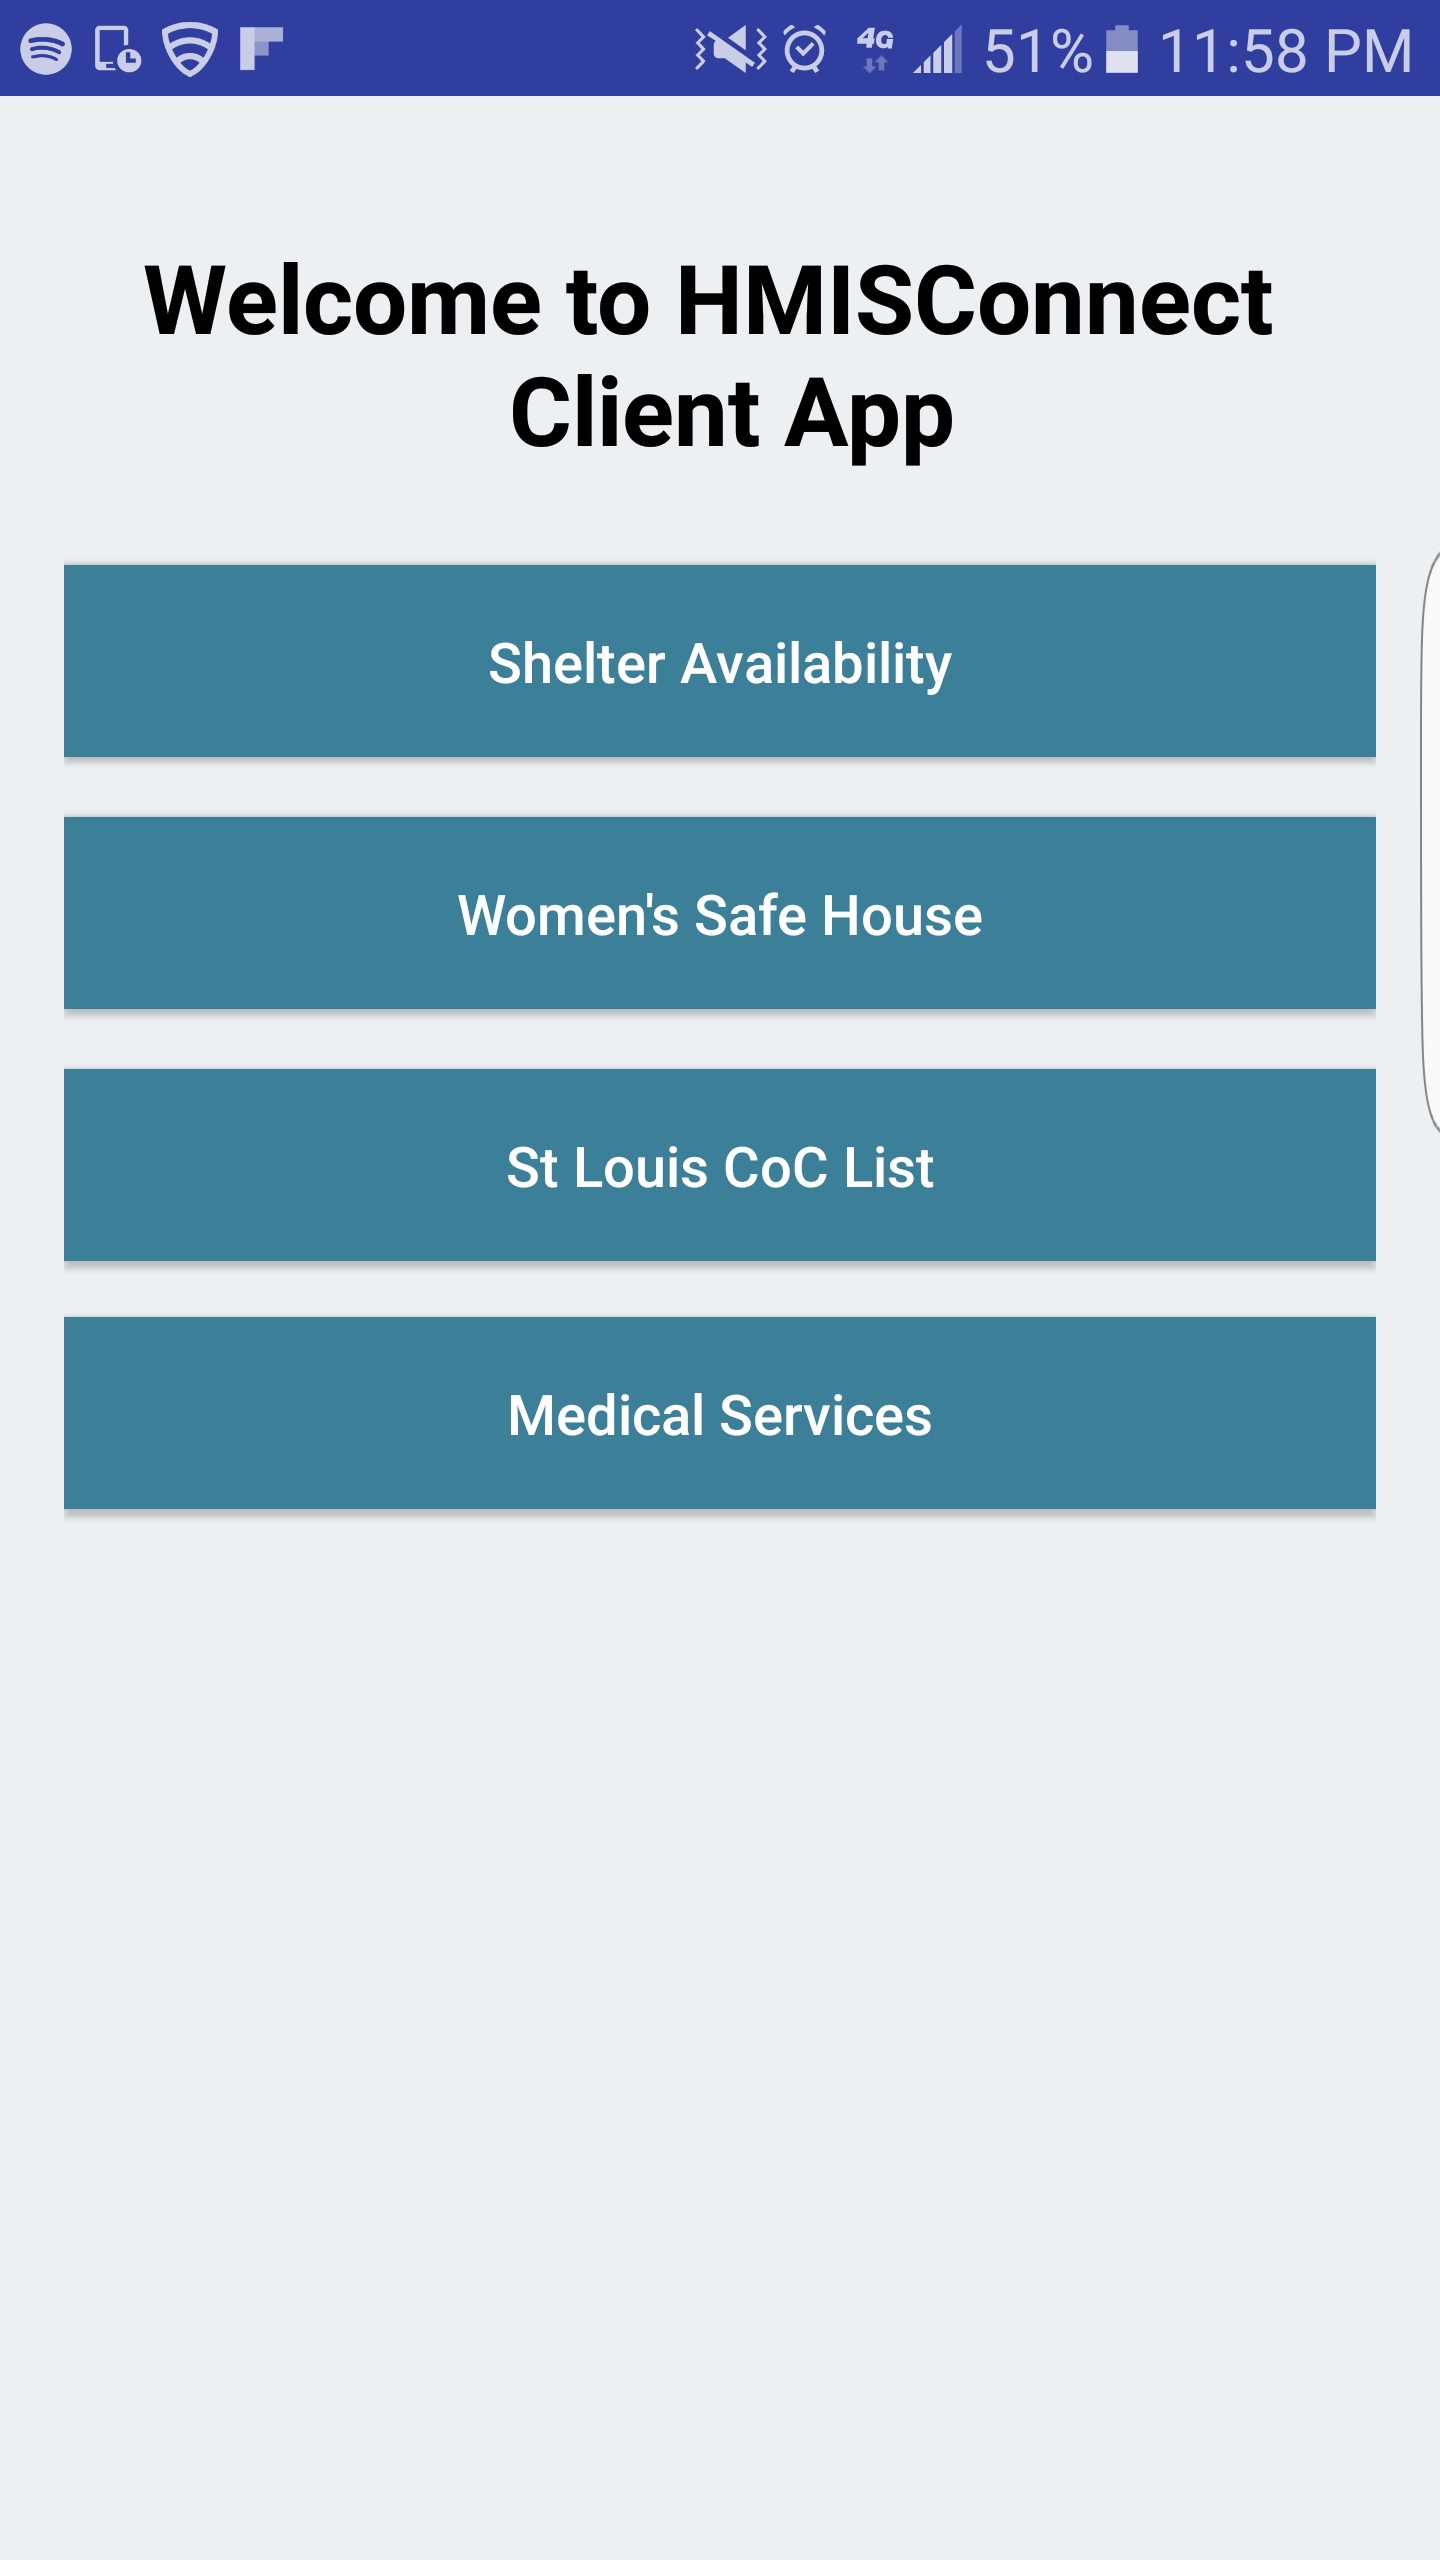 4G 51% 11:58 PM
Welcome to HMISConnect
Client App
Shelter Availability
Women's Safe House
St Louis CoC List
Medical Services